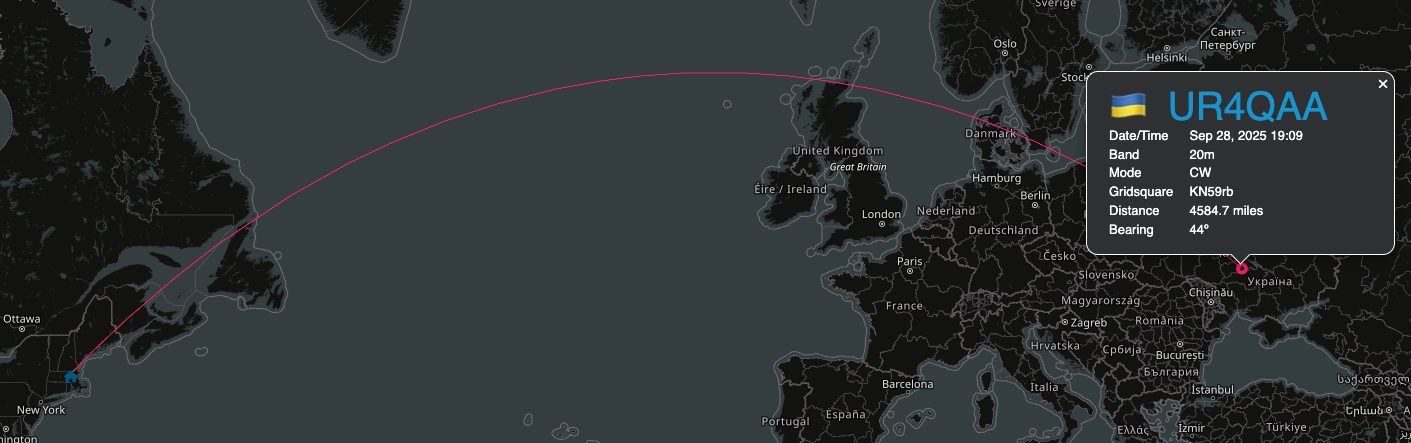 Sverige
Санкт-
Петербург
Oslo
Helsinki
Stock
×
UR4QAA
Date/Time Sep 28, 2025 19:09
Band 20m
Mode CW
Gridsquare KN59rb
Distance 4584.7 miles
Bearing 44°
Danmark
United Kingdom
Great Britain
Hamburg
Éire / Ireland
Berlin
London
Nederland
Deutschland
Česko
Paris
Slovensko
Україна
Chișinău
France
Magyarország
Ottawa
Zagreb
România
Hrvatska
Србија
București
България
Barcelona
Italia
İstanbul
საქართველო
New York
Portugal
España
Ελλάς
İzmir
Türkiye
Երևան
hington